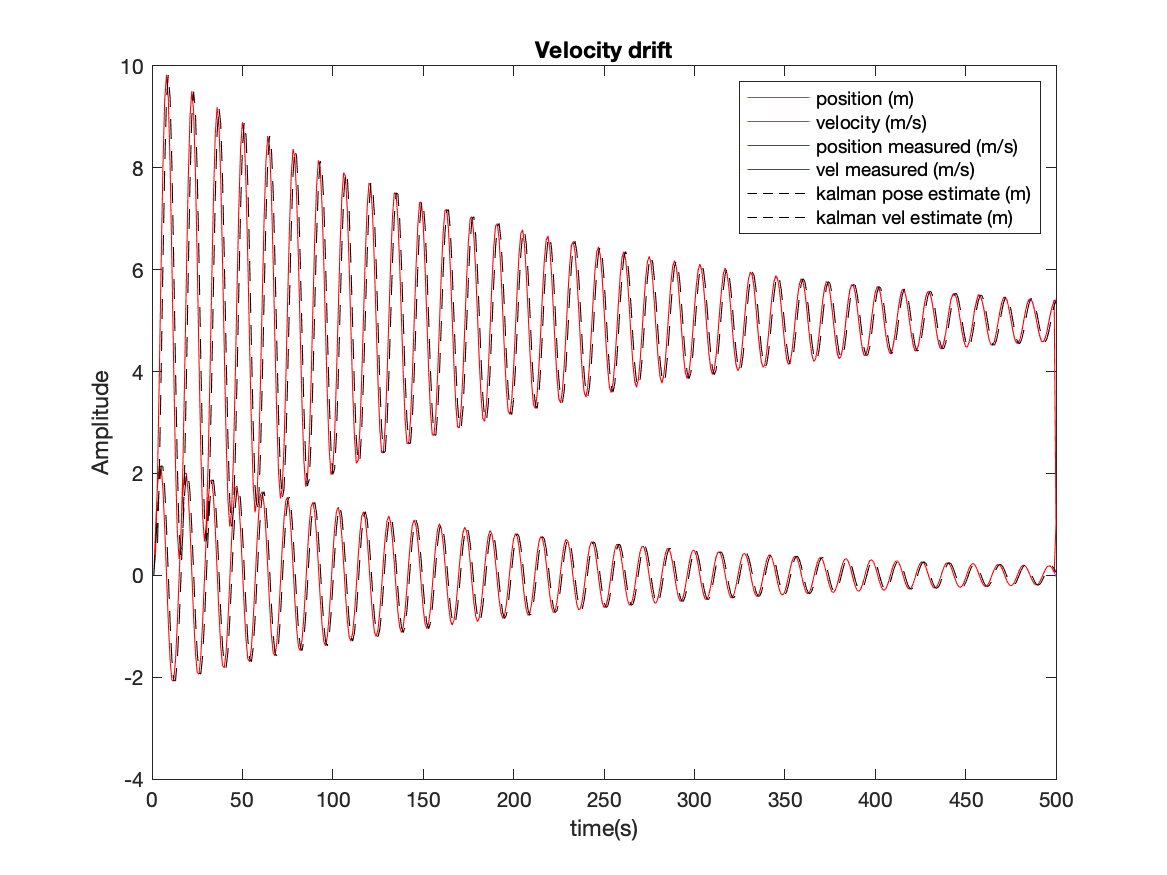 Velocity drift
10
8
6
4
2
0
-2
-4
Amplitude
position (m)
velocity (m/s)
position measured (m/s)
vel measured (m/s)
kalman pose estimate (m)
kalman vel estimate (m)
0 50 100 150 200 250 300 350 400 450 500
time(s)